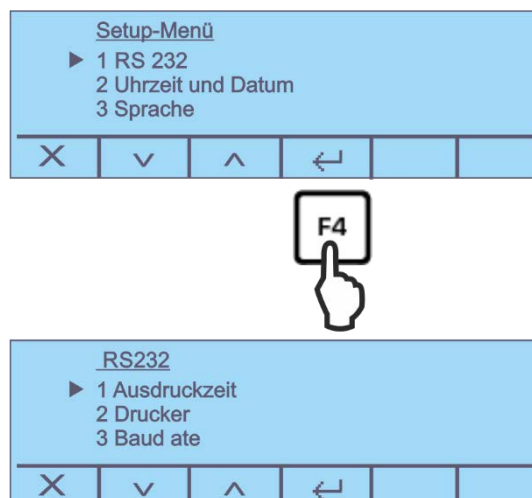 Setup-Menü
1 RS 232
2 Uhrzeit und Datum
3 Sprache
F4
RS232
1 Ausdruckzeit
2 Drucker
3 Baud ate